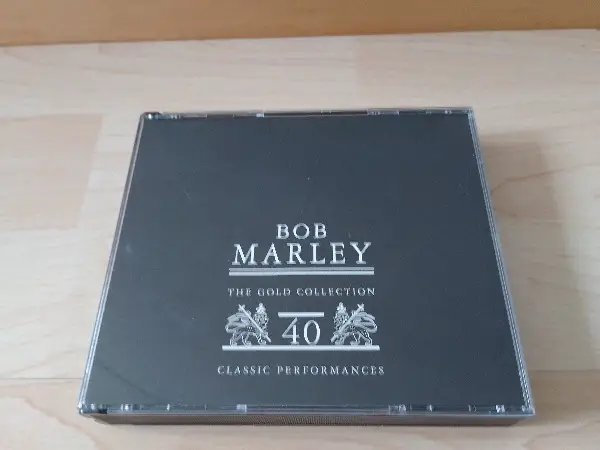 BOB
MARLEY
THE GOLD COLLECTION
40
CLASSIC PERFORMANCES